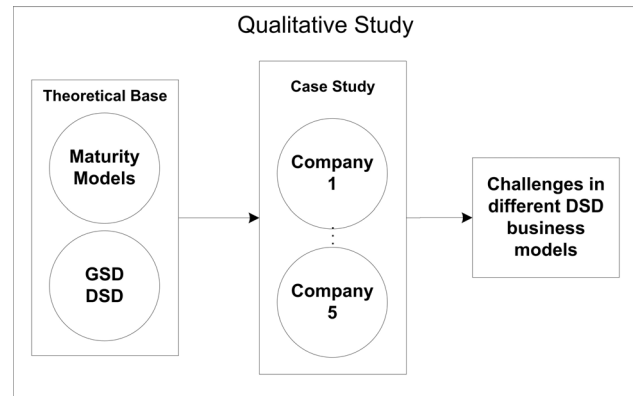 Qualitative Study
Theoretical Base
Maturity
Models
GSD
DSD
Case Study
Company
1
Company
5
Challenges in
different DSD
business
models